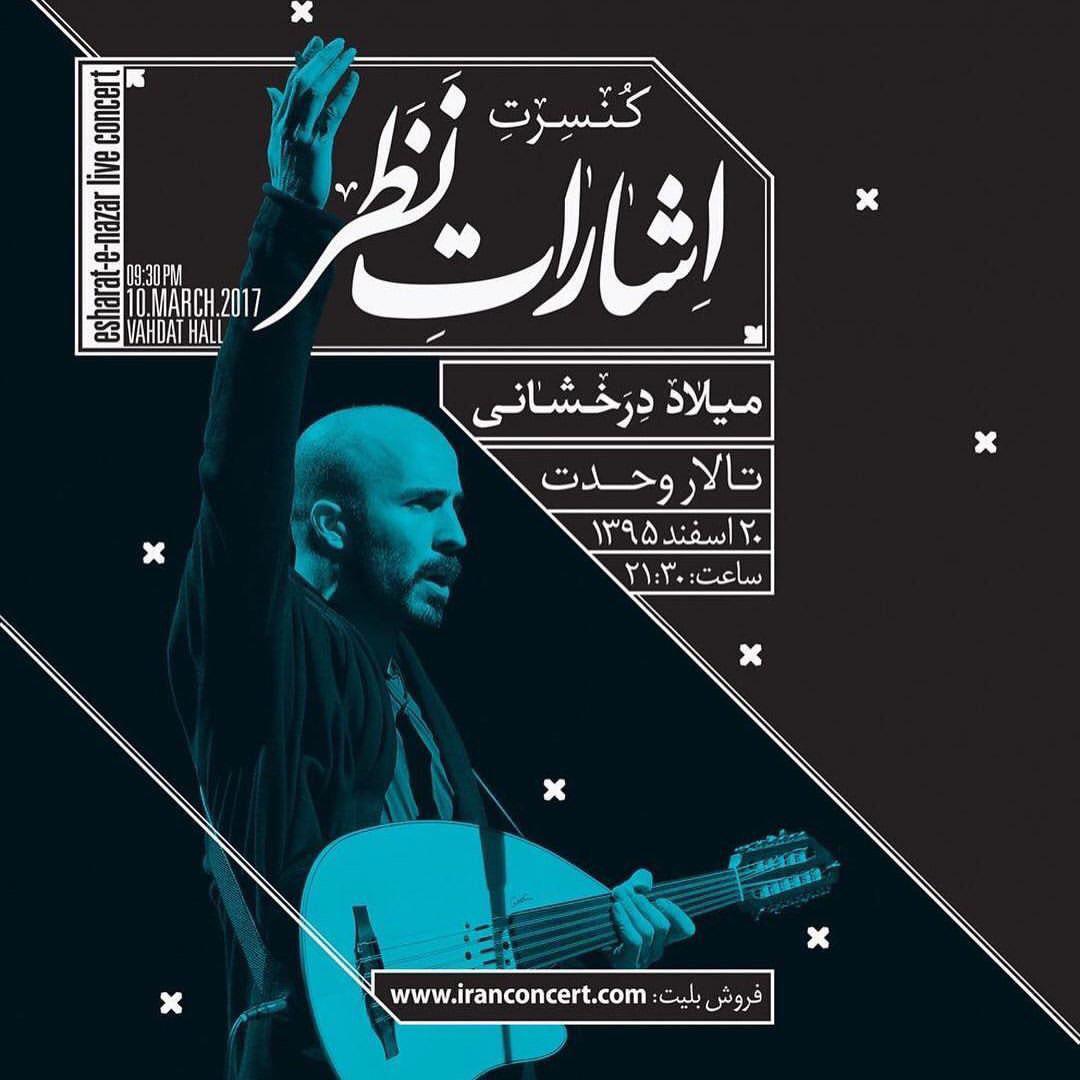 کُنسِرتِ
اِشاراتِ نَظَر
esharat-e-nazar live concert
09:30 PM
10.MARCH.2017
VAHDAT HALL
میلاد دِرَخشانی
تالار وحدت
۲۰ اسفند ۱۳۹۵
ساعت: ۲۱:۳۰
فروش بلیت: www.iranconcert.com